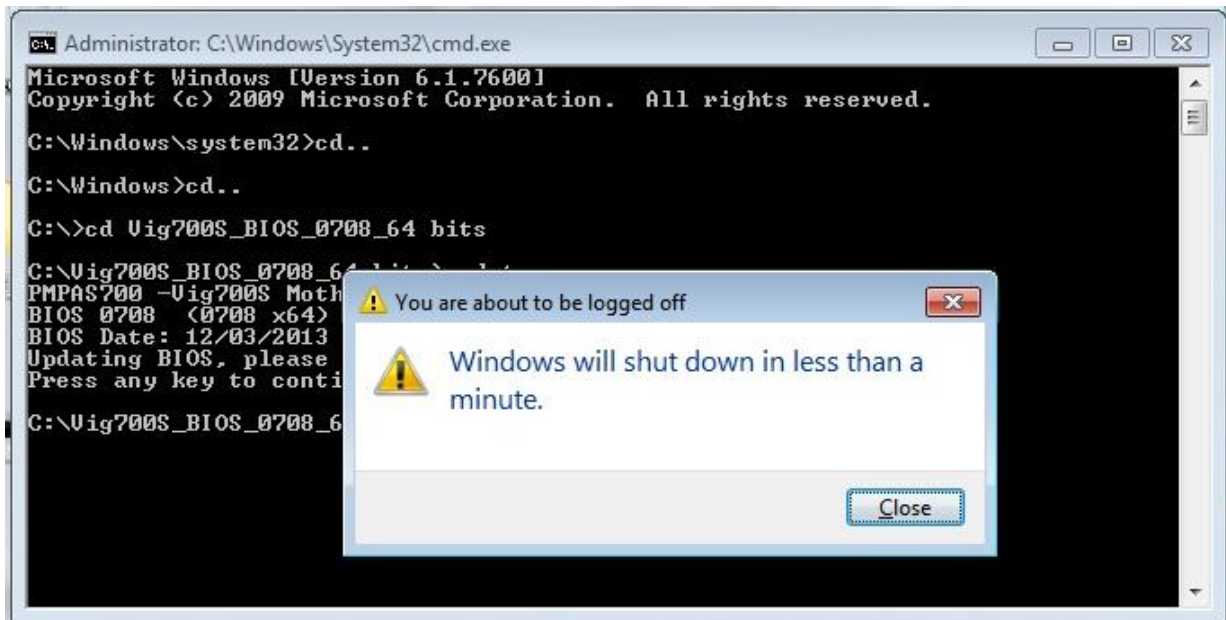 Administrator: C:\Windows\System32\cmd.exe
Microsoft Windows [Version 6.1.7600]
Copyright (c) 2009 Microsoft Corporation.  All rights reserved.
C:\Windows\system32>cd..
C:\Windows>cd..
C:\>cd Vig700S_BIOS_0708_64 bits
C:\Vig700S_BIOS_0708_64
PMPAS700 -Vig700S Moth
BIOS 0708  (0708 x64)
BIOS Date: 12/03/2013
Updating BIOS, please
Press any key to conti
C:\Vig700S_BIOS_0708_6
You are about to be logged off
Windows will shut down in less than a
minute.
Close